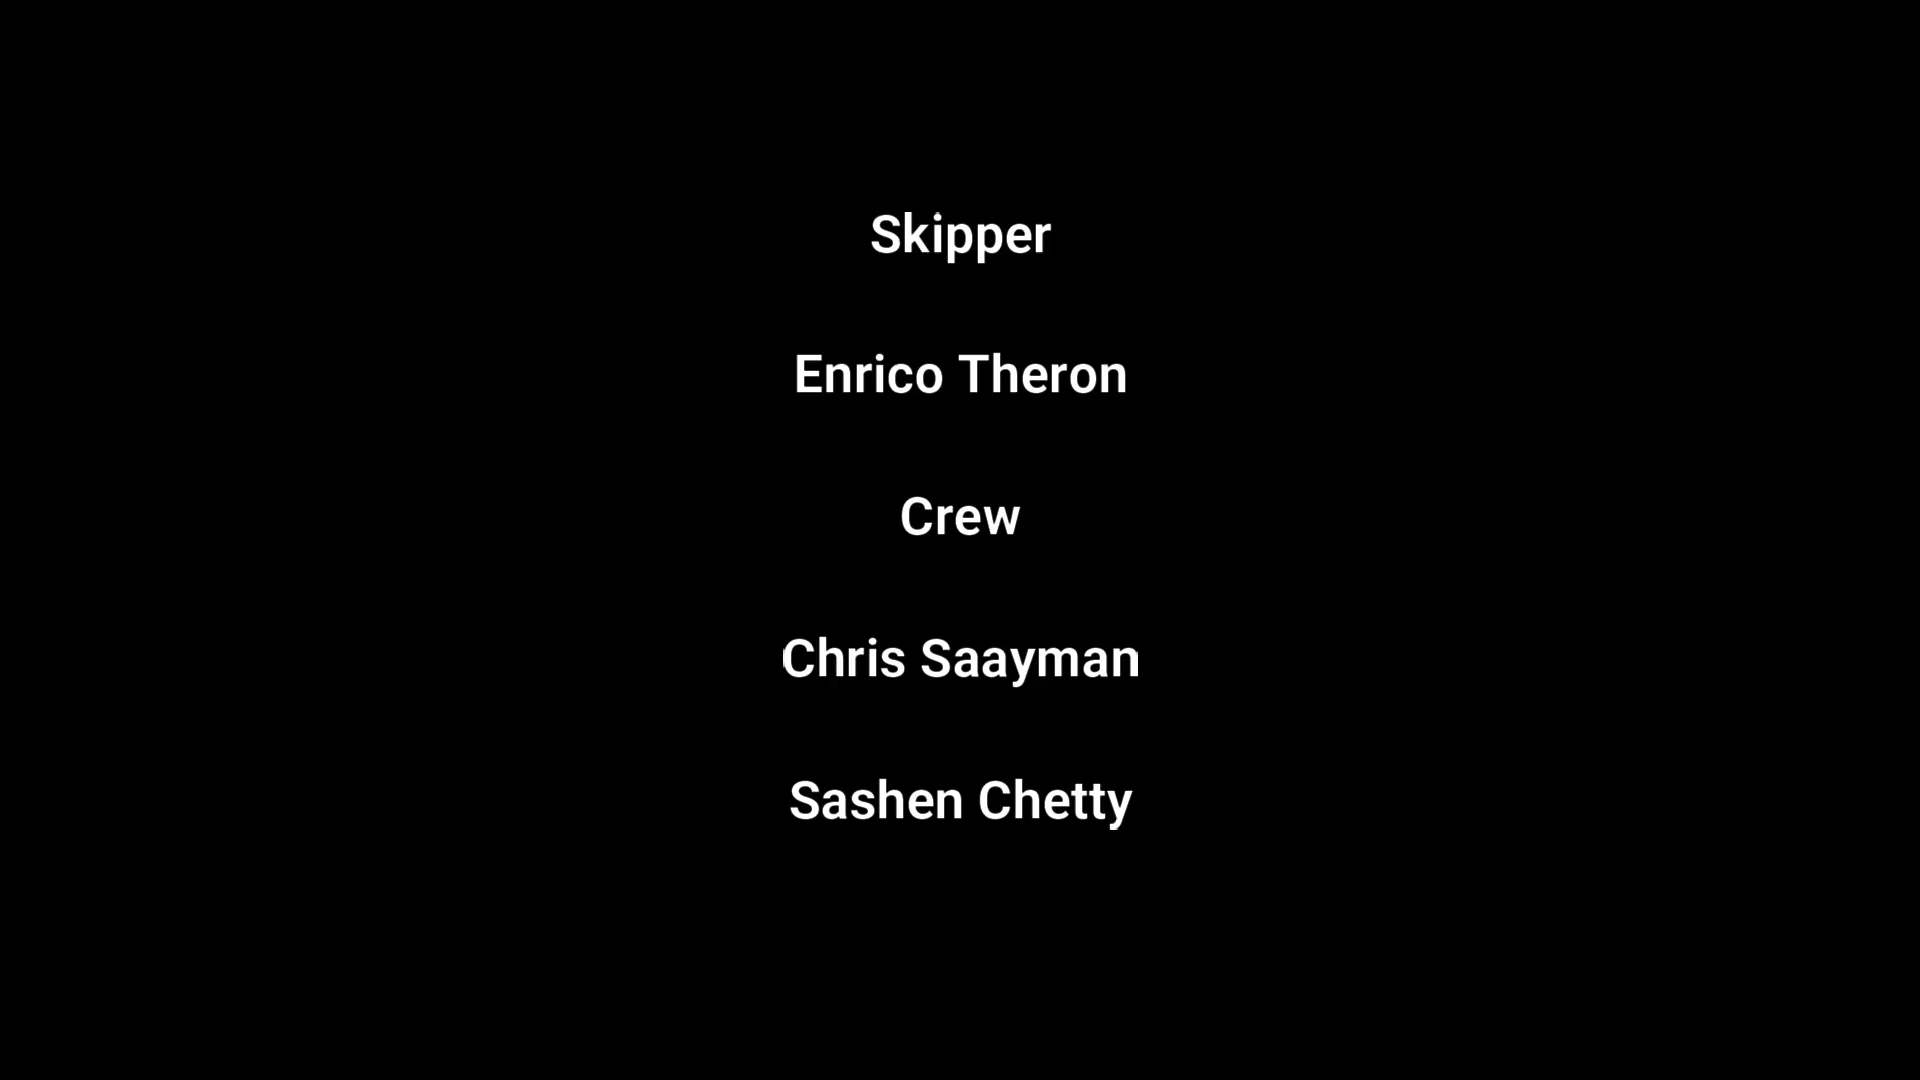 Skipper
Enrico Theron
Crew
Chris Saayman
Sashen Chetty